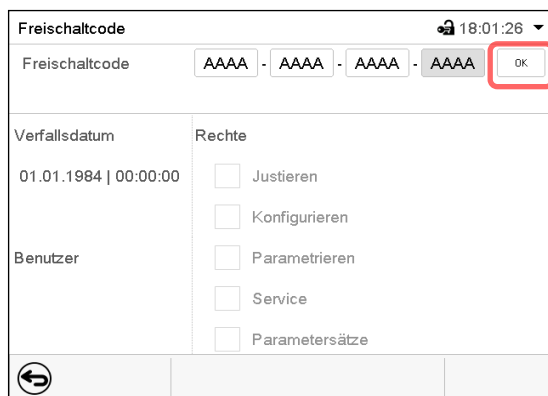 Freischaltcode 18:01:26
Freischaltcode AAAA - AAAA - AAAA - AAAA OK
Verfallsdatum Rechte
01.01.1984 | 00:00:00 Justieren
Konfigurieren
Benutzer Parametrieren
Service
Parametersätze